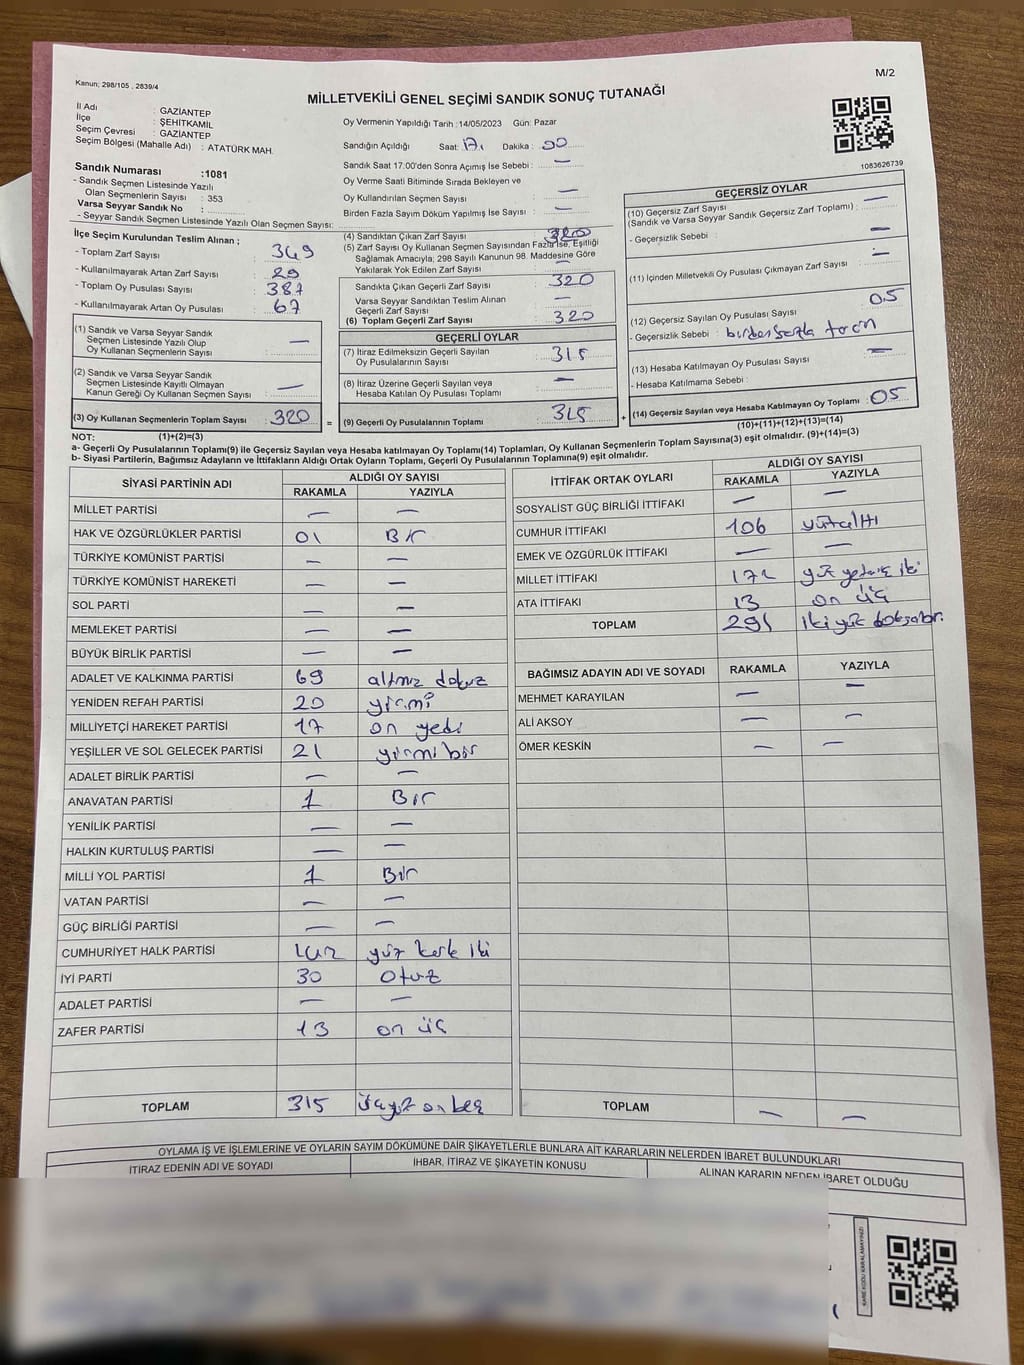 Kanun; 298/105 , 2839/4
M/2
MİLLETVEKİLİ GENEL SEÇİMİ SANDIK SONUÇ TUTANAĞI
İl Adı : GAZİANTEP
İlçe : ŞEHİTKAMİL
Seçim Çevresi : GAZİANTEP
Seçim Bölgesi (Mahalle Adı) : ATATÜRK MAH.
Sandık Numarası :1081
- Sandık Seçmen Listesinde Yazılı
Olan Seçmenlerin Sayısı : 353
Varsa Seyyar Sandık No :
- Seyyar Sandık Seçmen Listesinde Yazılı Olan Seçmen Sayısı:
Oy Vermenin Yapıldığı Tarih :14/05/2023 Gün: Pazar
Sandığın Açıldığı Saat: 17. Dakika :
Sandık Saat 17:00'den Sonra Açımış İse Sebebi : —
Oy Verme Saati Bitiminde Sırada Bekleyen ve
Oy Kullandırılan Seçmen Sayısı : —
Birden Fazla Sayım Döküm Yapılmış İse Sayısı : —
1083626739
İlçe Seçim Kurulundan Teslim Alınan ;
- Toplam Zarf Sayısı : 349
- Kullanılmayarak Artan Zarf Sayısı : 29
- Toplam Oy Pusulası Sayısı : 387
- Kullanılmayarak Artan Oy Pusulası : 67
(1) Sandık ve Varsa Seyyar Sandık
Seçmen Listesinde Yazılı Olup
Oy Kullanan Seçmenlerin Sayısı : —
(2) Sandık ve Varsa Seyyar Sandık
Seçmen Listesinde Kayıtlı Olmayan
Kanun Gereği Oy Kullanan Seçmen Sayısı : —
(3) Oy Kullanan Seçmenlerin Toplam Sayısı : 320 =
(1)+(2)=(3)
(4) Sandıktan Çıkan Zarf Sayısı : 320
(5) Zarf Sayısı Oy Kullanan Seçmen Sayısından Fazla İse, Eşitliği
Sağlamak Amacıyla; 298 Sayılı Kanunun 98. Maddesine Göre
Yakılarak Yok Edilen Zarf Sayısı : —
Sandıkta Çıkan Geçerli Zarf Sayısı : 320
Varsa Seyyar Sandıktan Teslim Alınan
Geçerli Zarf Sayısı : —
(6) Toplam Geçerli Zarf Sayısı : 320
GEÇERLİ OYLAR
(7) İtiraz Edilmeksizin Geçerli Sayılan
Oy Pusulalarının Sayısı : 315
(8) İtiraz Üzerine Geçerli Sayılan veya
Hesaba Katılan Oy Pusulası Toplamı : —
(9) Geçerli Oy Pusulalarının Toplamı : 315 +
GEÇERSİZ OYLAR
(10) Geçersiz Zarf Sayısı
(Sandık ve Varsa Seyyar Sandık Geçersiz Zarf Toplamı) : —
- Geçersizlik Sebebi : —
(11) İçinden Milletvekili Oy Pusulası Çıkmayan Zarf Sayısı : —
(12) Geçersiz Sayılan Oy Pusulası Sayısı 05
- Geçersizlik Sebebi : birden fazla
(13) Hesaba Katılmayan Oy Pusulası Sayısı : —
- Hesaba Katılmama Sebebi :
(14) Geçersiz Sayılan veya Hesaba Katılmayan Oy Toplamı : 05
(10)+(11)+(12)+(13)=(14)
NOT:
a- Geçerli Oy Pusulalarının Toplamı(9) ile Geçersiz Sayılan veya Hesaba katılmayan Oy Toplamı(14) Toplamları, Oy Kullanan Seçmenlerin Toplam Sayısına(3) eşit olmalıdır. (9)+(14)=(3)
b- Siyasi Partilerin, Bağımsız Adayların ve İttifakların Aldığı Ortak Oyların Toplamı, Geçerli Oy Pusulalarının Toplamına(9) eşit olmalıdır.
SİYASİ PARTİNİN ADI ALDIĞI OY SAYISI
RAKAMLA YAZIYLA
MİLLET PARTİSİ — —
HAK VE ÖZGÜRLÜKLER PARTİSİ 01 Bir
TÜRKİYE KOMÜNİST PARTİSİ — —
TÜRKİYE KOMÜNİST HAREKETİ — —
SOL PARTİ — —
MEMLEKET PARTİSİ — —
BÜYÜK BİRLİK PARTİSİ — —
ADALET VE KALKINMA PARTİSİ 69 altmız dokuz
YENİDEN REFAH PARTİSİ 20 yirmi
MİLLİYETÇİ HAREKET PARTİSİ 17 on yedi
YEŞİLLER VE SOL GELECEK PARTİSİ 21 yirmi bir
ADALET BİRLİK PARTİSİ — —
ANAVATAN PARTİSİ 1 Bir
YENİLİK PARTİSİ — —
HALKIN KURTULUŞ PARTİSİ — —
MİLLİ YOL PARTİSİ 1 Bir
VATAN PARTİSİ — —
GÜÇ BİRLİĞİ PARTİSİ — —
CUMHURİYET HALK PARTİSİ 142 yüz kırk iki
İYİ PARTİ 30 Otuz
ADALET PARTİSİ — —
ZAFER PARTİSİ 13 on üç
TOPLAM 315 üçyüz on beş
İTTİFAK ORTAK OYLARI ALDIĞI OY SAYISI
RAKAMLA YAZIYLA
SOSYALİST GÜÇ BİRLİĞİ İTTİFAKI — —
CUMHUR İTTİFAKI 106 yüzaltı
EMEK VE ÖZGÜRLÜK İTTİFAKI — —
MİLLET İTTİFAKI 172 yüz yetmiş iki
ATA İTTİFAKI 13 on üç
TOPLAM 291 iki yüz doksabir.
BAĞIMSIZ ADAYIN ADI VE SOYADI RAKAMLA YAZIYLA
MEHMET KARAYILAN — —
ALİ AKSOY — —
ÖMER KESKİN — —
TOPLAM — —
OYLAMA İŞ VE İŞLEMLERİNE VE OYLARIN SAYIM DÖKÜMÜNE DAİR ŞİKAYETLERLE BUNLARA AİT KARARLARIN NELERDEN İBARET BULUNDUKLARI
İTİRAZ EDENİN ADI VE SOYADI İHBAR, İTİRAZ VE ŞİKAYETİN KONUSU ALINAN KARARIN NEDEN İBARET OLDUĞU
KARE KODU KARALAMAYINIZ!